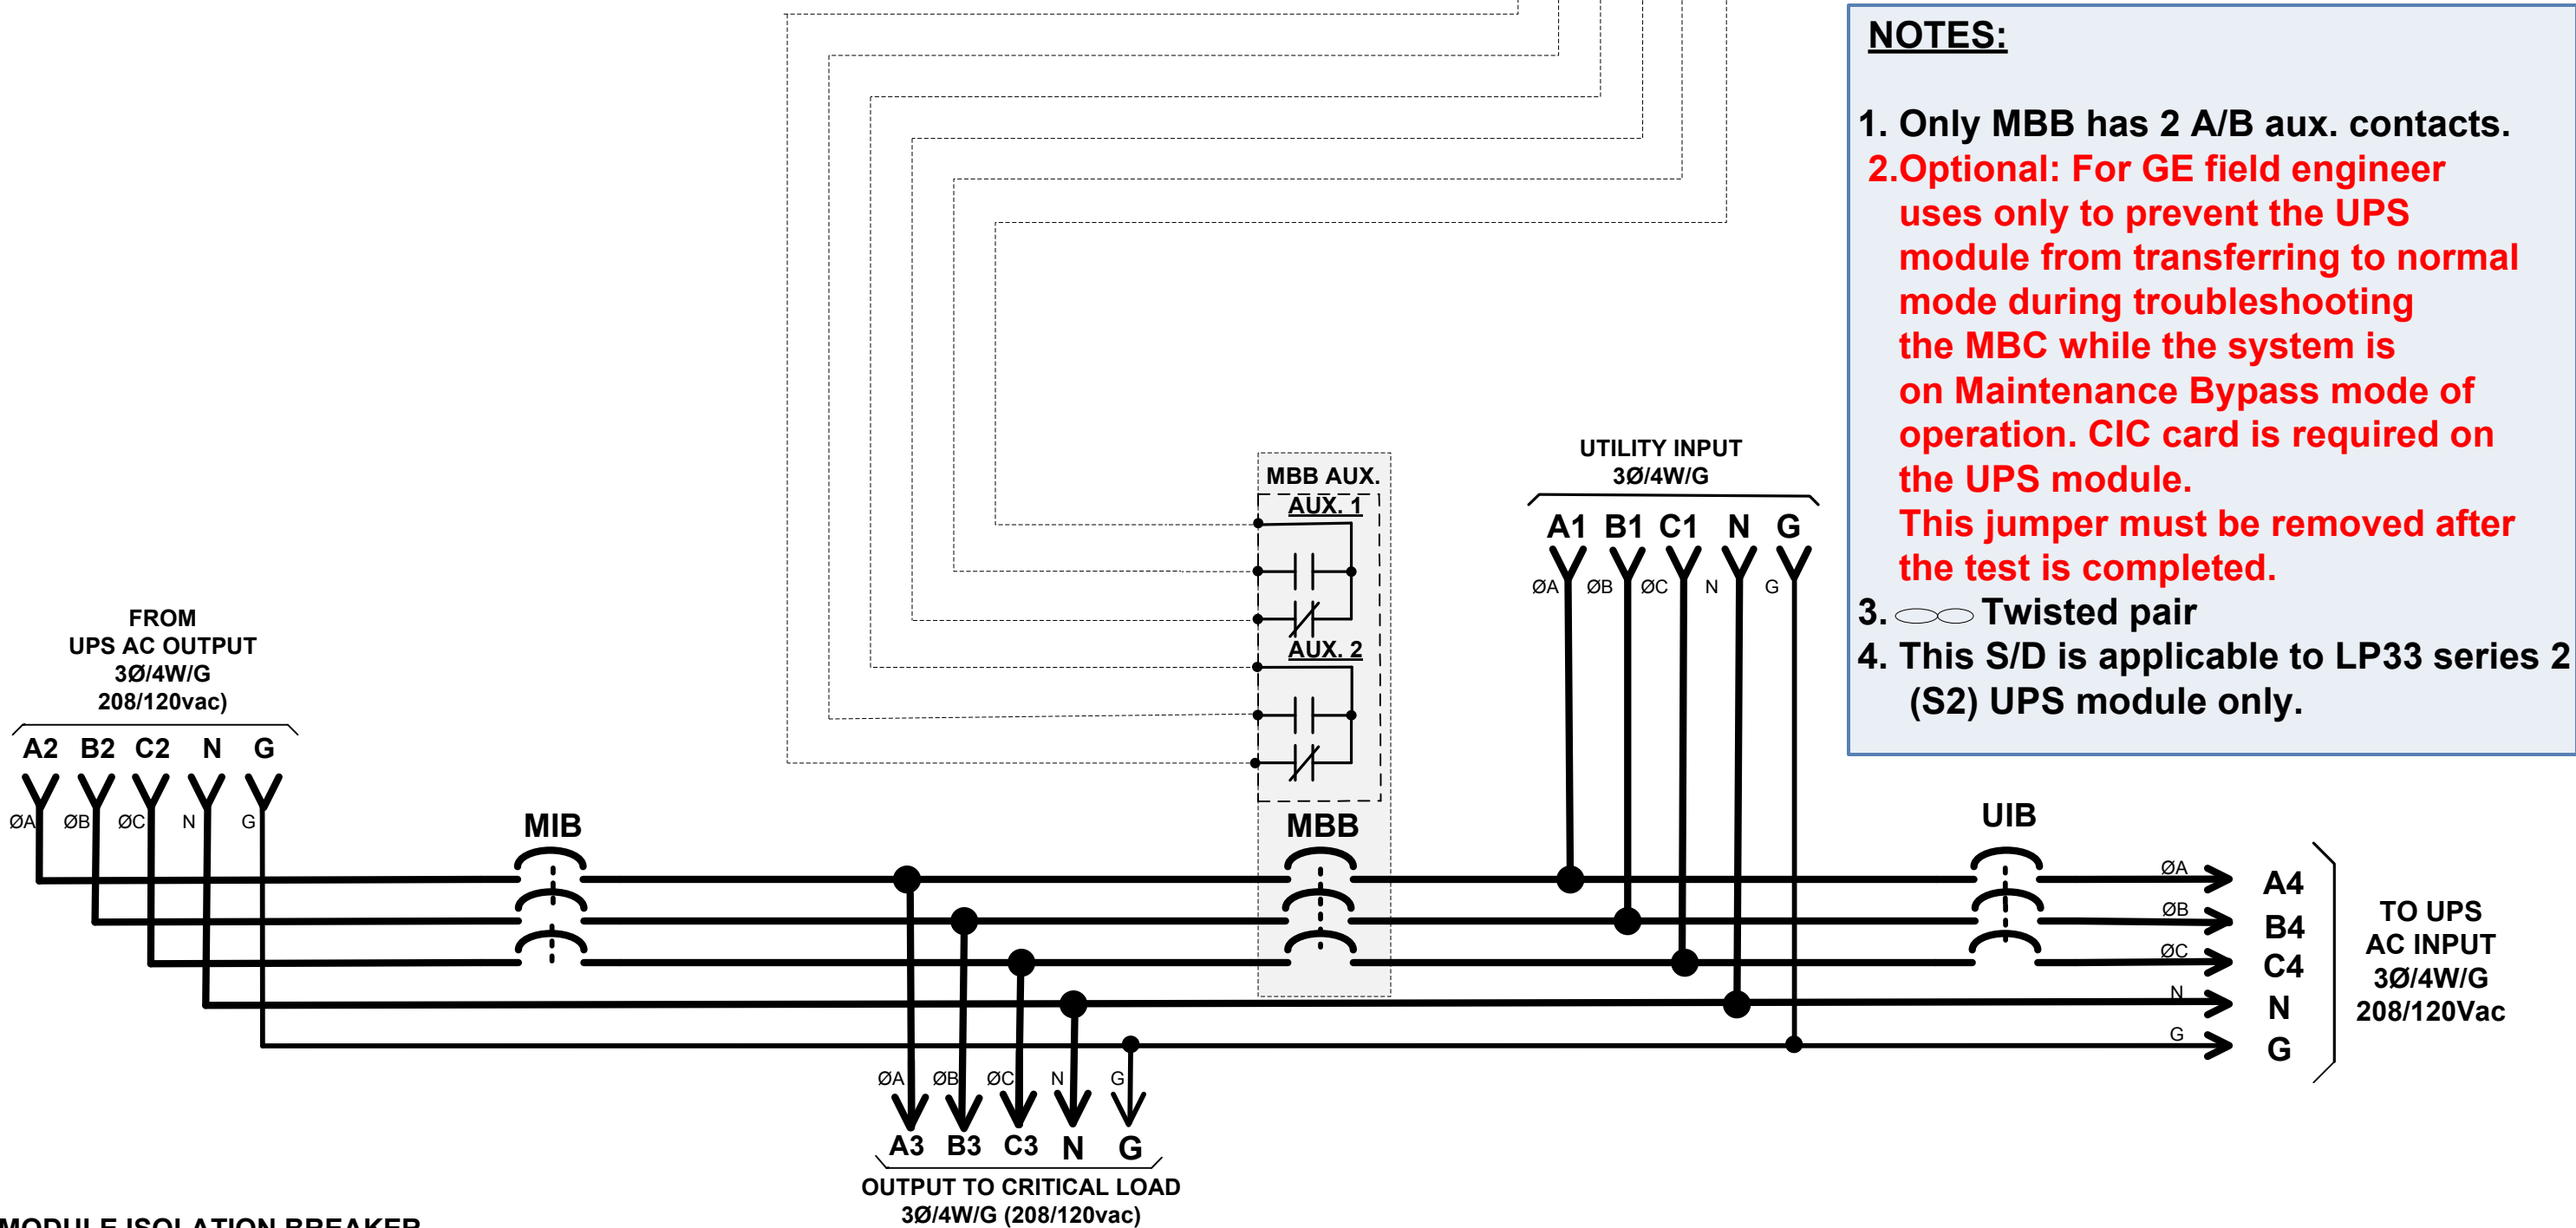 NOTES:
1. Only MBB has 2 A/B aux. contacts.
2.Optional: For GE field engineer
uses only to prevent the UPS
module from transferring to normal
mode during troubleshooting
the MBC while the system is
on Maintenance Bypass mode of
operation. CIC card is required on
the UPS module.
This jumper must be removed after
the test is completed.
3. Twisted pair
4. This S/D is applicable to LP33 series 2
(S2) UPS module only.
UTILITY INPUT
3Ø/4W/G
A1 B1 C1 N G
ØA ØB ØC N G
MBB AUX.
AUX. 1
AUX. 2
FROM
UPS AC OUTPUT
3Ø/4W/G
208/120vac)
A2 B2 C2 N G
ØA ØB ØC N G
MIB
MBB
UIB
ØA A4
ØB B4
ØC C4
N N
G G
TO UPS
AC INPUT
3Ø/4W/G
208/120Vac
ØA ØB ØC N G
A3 B3 C3 N G
OUTPUT TO CRITICAL LOAD
3Ø/4W/G (208/120vac)
MODULE ISOLATION BREAKER